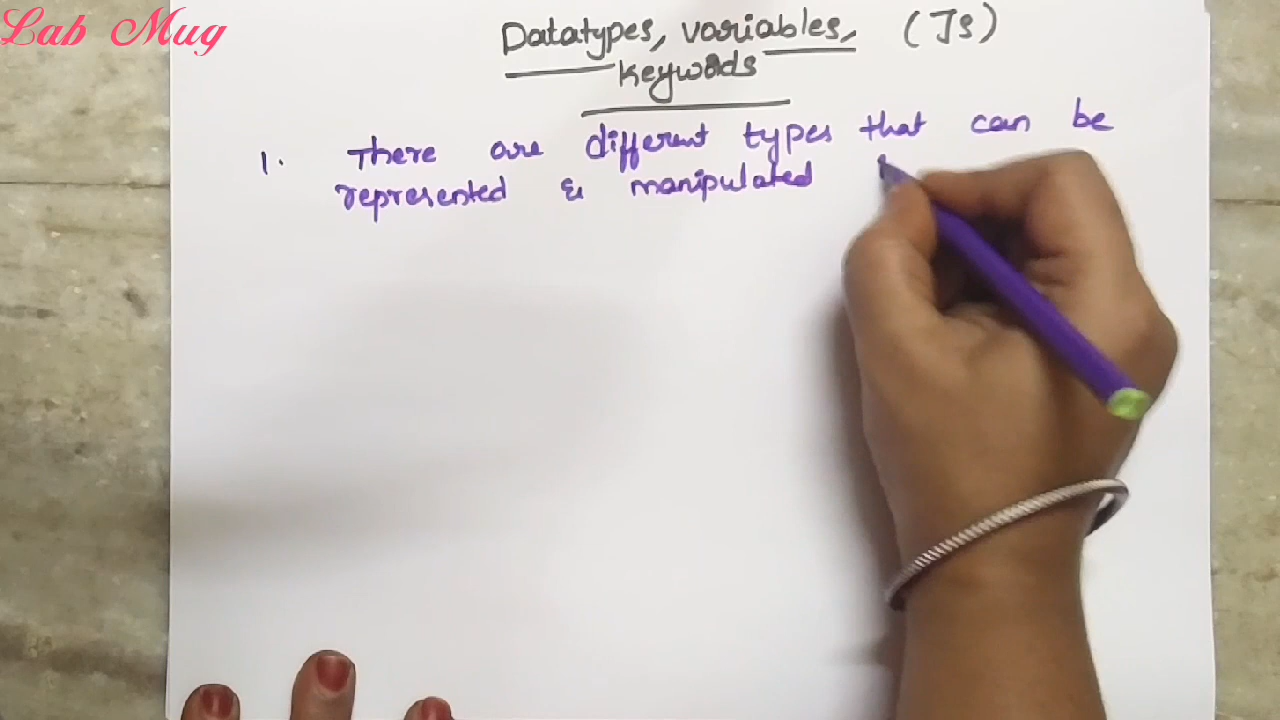 Lab Mug
Datatypes, variables, (Js)
keywords
1. There are different types that can be
represented & manipulated